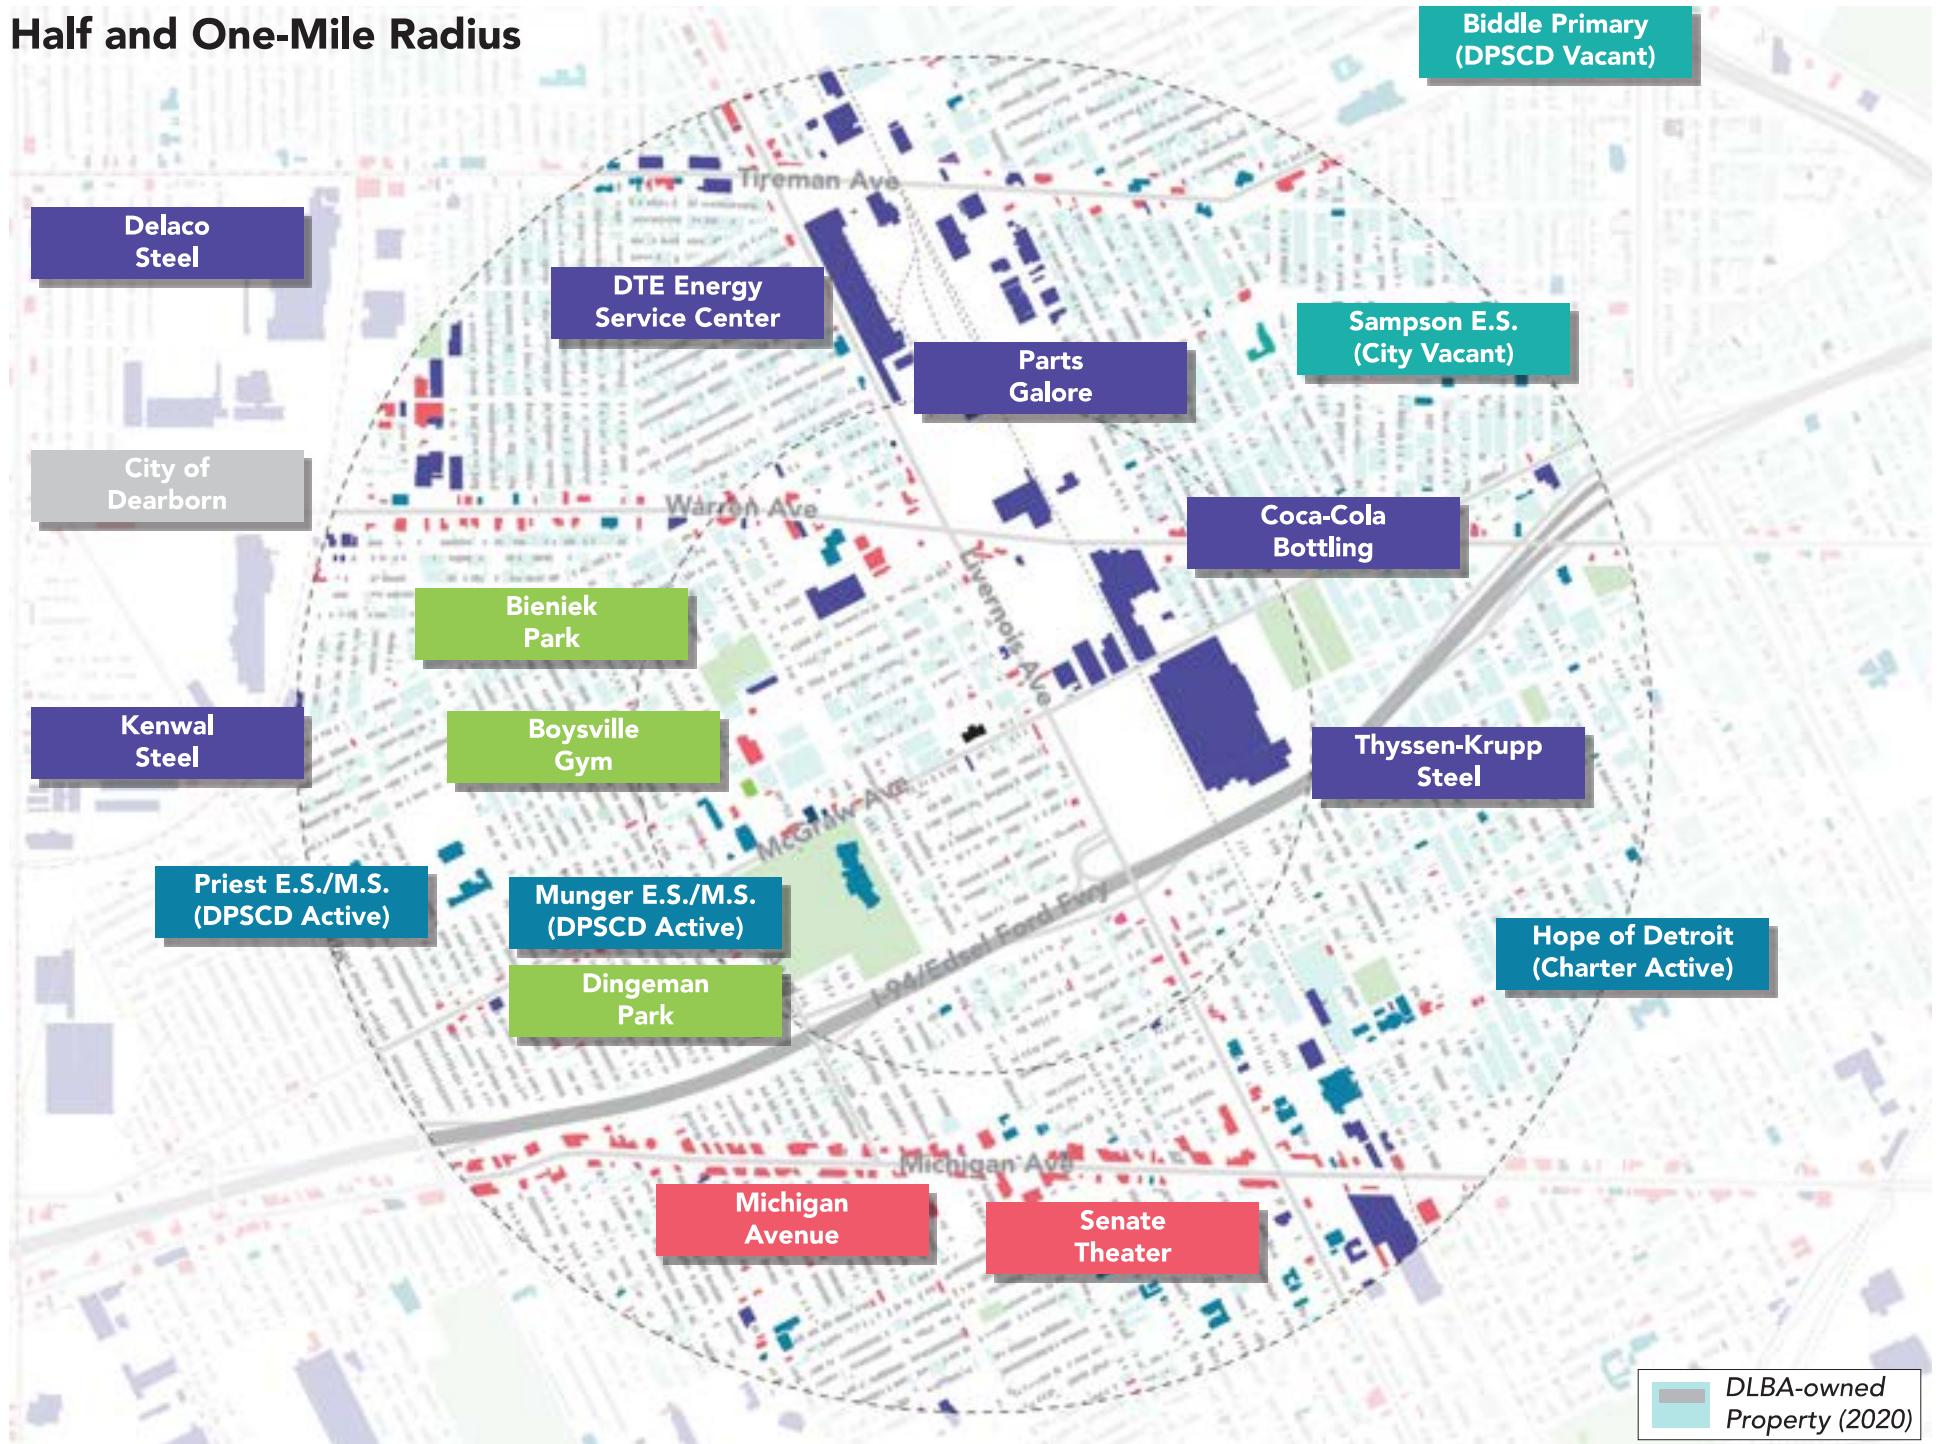 Half and One-Mile Radius
Biddle Primary
(DPSCD Vacant)
Tireman Ave
Delaco
Steel
DTE Energy
Service Center
Sampson E.S.
(City Vacant)
Parts
Galore
City of
Dearborn
Warren Ave
Coca-Cola
Bottling
Livernois Ave
Bieniek
Park
Kenwal
Steel
Boysville
Gym
Thyssen-Krupp
Steel
McGraw Ave
Priest E.S./M.S.
(DPSCD Active)
Munger E.S./M.S.
(DPSCD Active)
I-94/Edsel Ford Fwy
Hope of Detroit
(Charter Active)
Dingeman
Park
Michigan Ave
Michigan
Avenue
Senate
Theater
DLBA-owned
Property (2020)